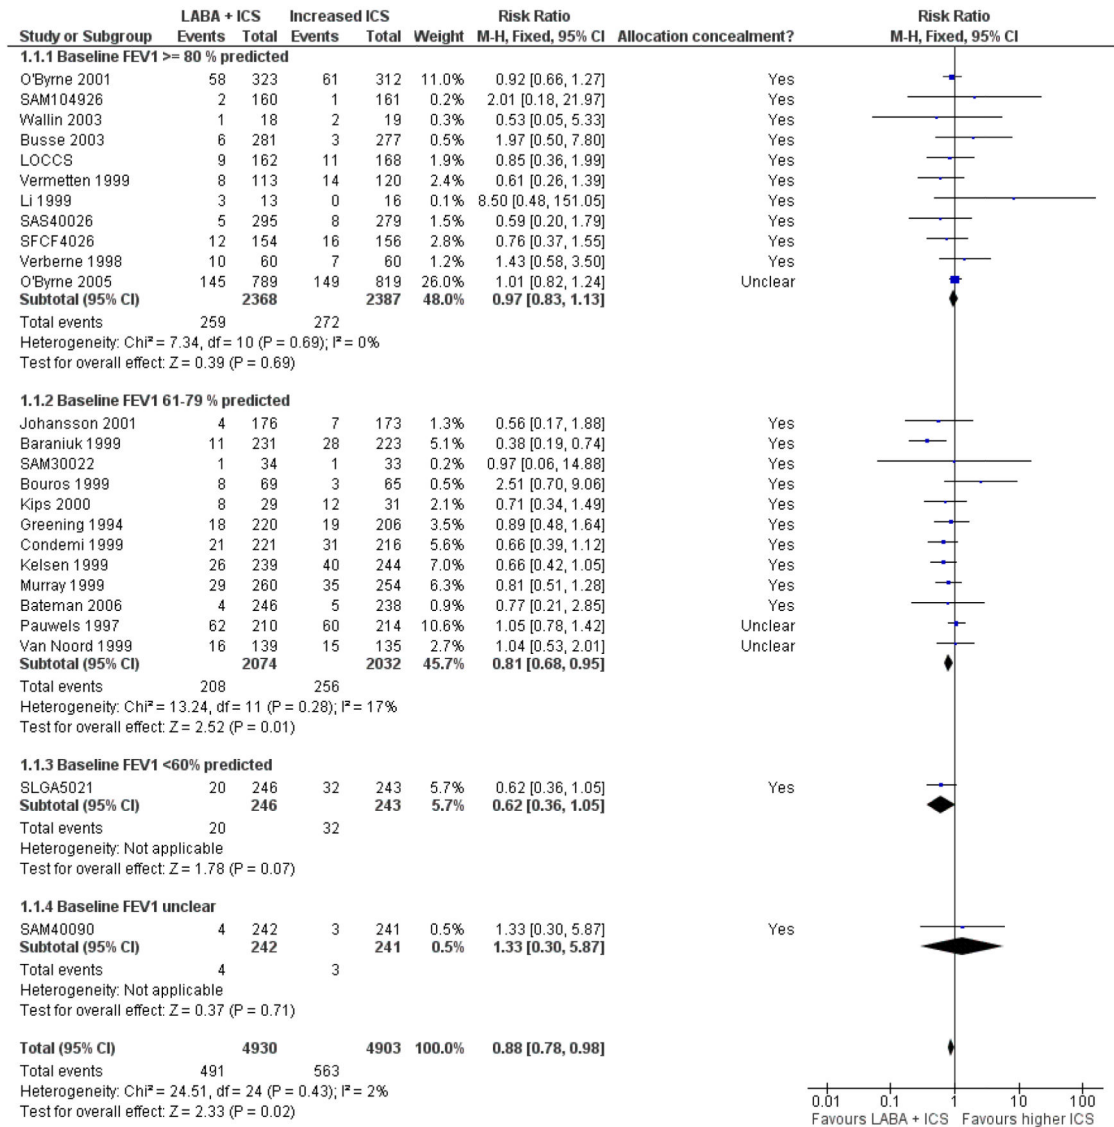 LABA + ICS Increased ICS Risk Ratio Risk Ratio
Study or Subgroup Events Total Events Total Weight M-H, Fixed, 95% CI Allocation concealment? M-H, Fixed, 95% CI
1.1.1 Baseline FEV1 >= 80 % predicted
O'Byrne 2001 58 323 61 312 11.0% 0.92 [0.66, 1.27] Yes
SAM104926 2 160 1 161 0.2% 2.01 [0.18, 21.97] Yes
Wallin 2003 1 18 2 19 0.3% 0.53 [0.05, 5.33] Yes
Busse 2003 6 281 3 277 0.5% 1.97 [0.50, 7.80] Yes
LOCCS 9 162 11 168 1.9% 0.85 [0.36, 1.99] Yes
Vermetten 1999 8 113 14 120 2.4% 0.61 [0.26, 1.39] Yes
Li 1999 3 13 0 16 0.1% 8.50 [0.48, 151.05] Yes
SAS40026 5 295 8 279 1.5% 0.59 [0.20, 1.79] Yes
SFCF4026 12 154 16 156 2.8% 0.76 [0.37, 1.55] Yes
Verberne 1998 10 60 7 60 1.2% 1.43 [0.58, 3.50] Yes
O'Byrne 2005 145 789 149 819 26.0% 1.01 [0.82, 1.24] Unclear
Subtotal (95% CI) 2368 2387 48.0% 0.97 [0.83, 1.13]
Total events 259 272
Heterogeneity: Chi² = 7.34, df = 10 (P = 0.69); I² = 0%
Test for overall effect: Z = 0.39 (P = 0.69)
1.1.2 Baseline FEV1 61-79 % predicted
Johansson 2001 4 176 7 173 1.3% 0.56 [0.17, 1.88] Yes
Baraniuk 1999 11 231 28 223 5.1% 0.38 [0.19, 0.74] Yes
SAM30022 1 34 1 33 0.2% 0.97 [0.06, 14.88] Yes
Bouros 1999 8 69 3 65 0.5% 2.51 [0.70, 9.06] Yes
Kips 2000 8 29 12 31 2.1% 0.71 [0.34, 1.49] Yes
Greening 1994 18 220 19 206 3.5% 0.89 [0.48, 1.64] Yes
Condemi 1999 21 221 31 216 5.6% 0.66 [0.39, 1.12] Yes
Kelsen 1999 26 239 40 244 7.0% 0.66 [0.42, 1.05] Yes
Murray 1999 29 260 35 254 6.3% 0.81 [0.51, 1.28] Yes
Bateman 2006 4 246 5 238 0.9% 0.77 [0.21, 2.85] Yes
Pauwels 1997 62 210 60 214 10.6% 1.05 [0.78, 1.42] Unclear
Van Noord 1999 16 139 15 135 2.7% 1.04 [0.53, 2.01] Unclear
Subtotal (95% CI) 2074 2032 45.7% 0.81 [0.68, 0.95]
Total events 208 256
Heterogeneity: Chi² = 13.24, df = 11 (P = 0.28); I² = 17%
Test for overall effect: Z = 2.52 (P = 0.01)
1.1.3 Baseline FEV1 <60% predicted
SLGA5021 20 246 32 243 5.7% 0.62 [0.36, 1.05] Yes
Subtotal (95% CI) 246 243 5.7% 0.62 [0.36, 1.05]
Total events 20 32
Heterogeneity: Not applicable
Test for overall effect: Z = 1.78 (P = 0.07)
1.1.4 Baseline FEV1 unclear
SAM40090 4 242 3 241 0.5% 1.33 [0.30, 5.87] Yes
Subtotal (95% CI) 242 241 0.5% 1.33 [0.30, 5.87]
Total events 4 3
Heterogeneity: Not applicable
Test for overall effect: Z = 0.37 (P = 0.71)
Total (95% CI) 4930 4903 100.0% 0.88 [0.78, 0.98]
Total events 491 563
Heterogeneity: Chi² = 24.51, df = 24 (P = 0.43); I² = 2%
Test for overall effect: Z = 2.33 (P = 0.02)
0.01 0.1 1 10 100
Favours LABA + ICS Favours higher ICS